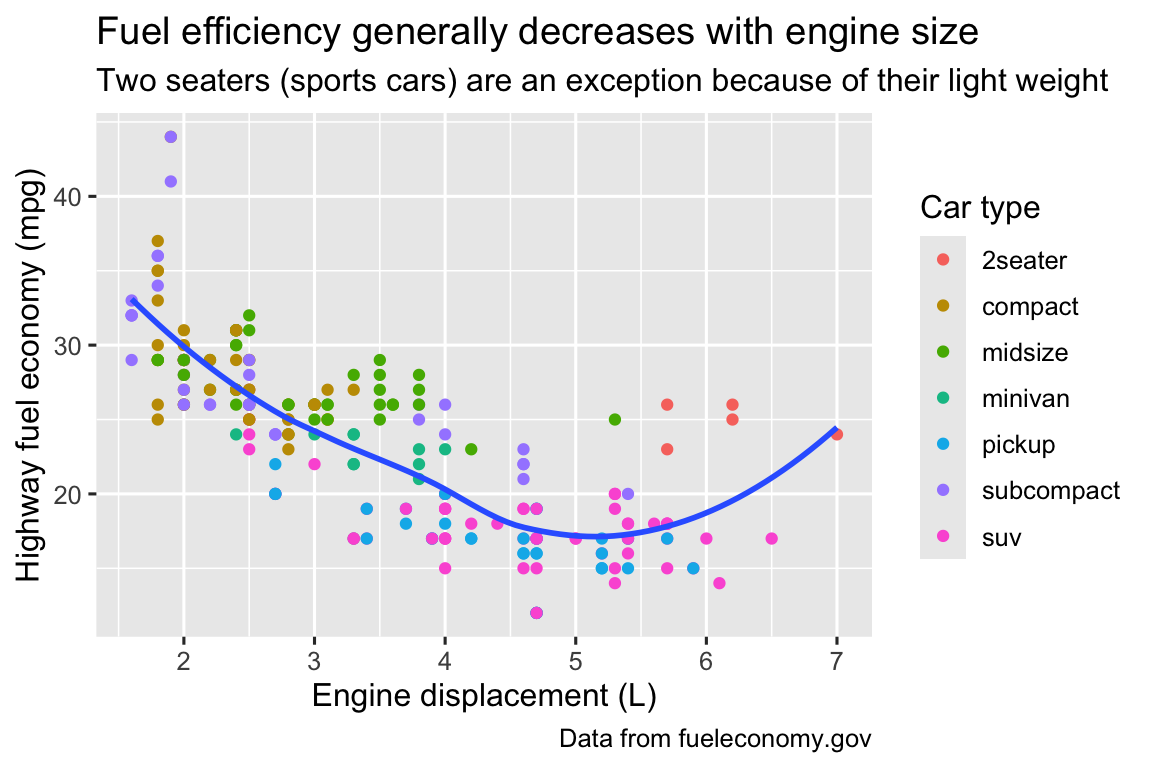 Fuel efficiency generally decreases with engine size
Two seaters (sports cars) are an exception because of their light weight
Highway fuel economy (mpg)
40
30
20
2 3 4 5 6 7
Engine displacement (L)
Car type
2seater
compact
midsize
minivan
pickup
subcompact
suv
Data from fueleconomy.gov